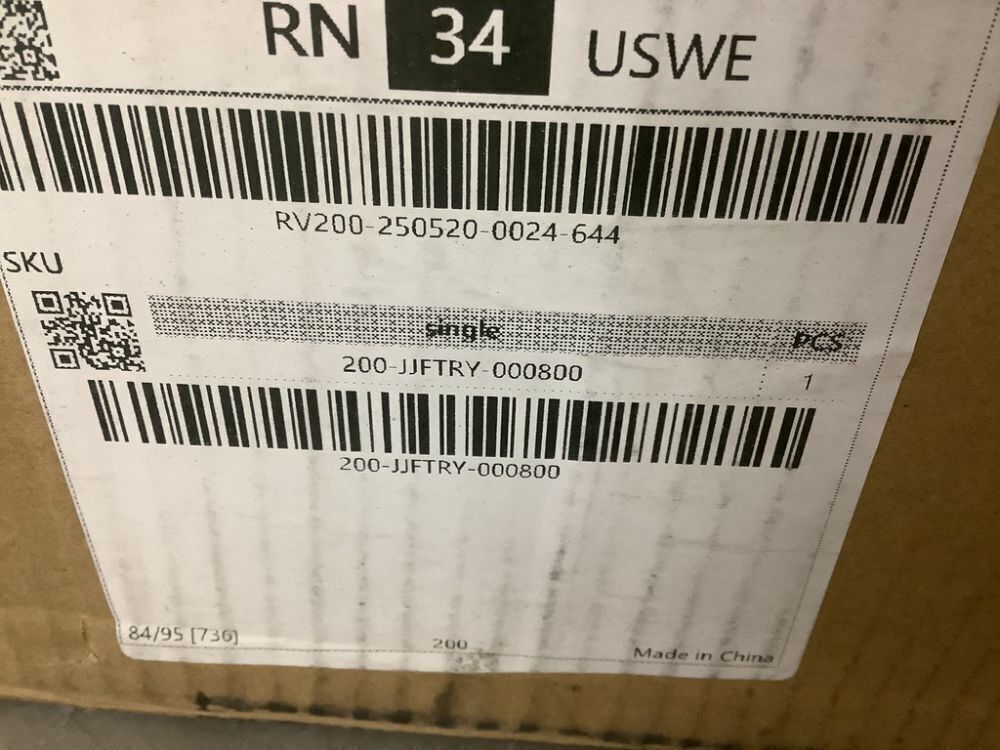 RN 34 USWE
RV200-250520-0024-644
SKU
single PCS
200-JJFTRY-000800 1
200-JJFTRY-000800
84/95 [736] 200 Made in China